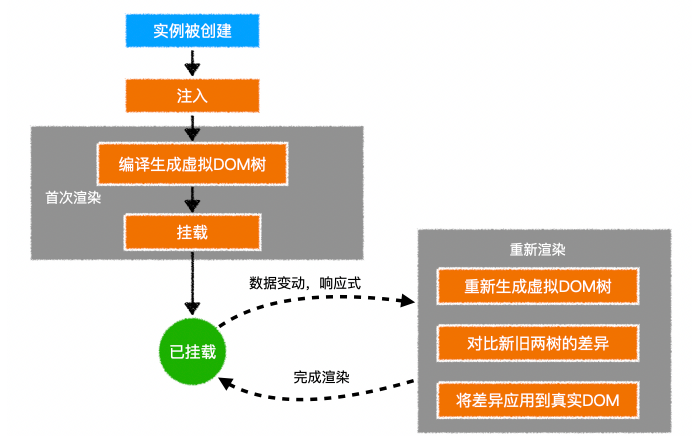 实例被创建
注入
首次渲染
编译生成虚拟DOM树
挂载
已挂载
数据变动，响应式
完成渲染
重新渲染
重新生成虚拟DOM树
对比新旧两树的差异
将差异应用到真实DOM